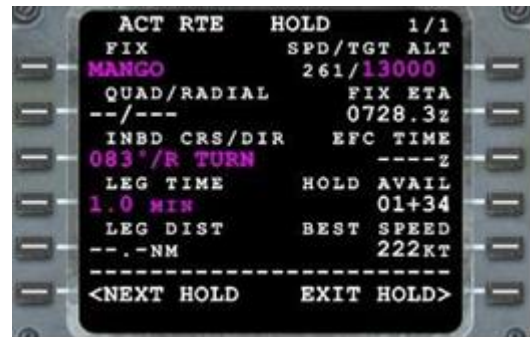 ACT RTE HOLD 1/1
FIX SPD/TGT ALT
MANGO 261/13000
QUAD/RADIAL FIX ETA
--/--- 0728.3z
INBD CRS/DIR EFC TIME
083°/R TURN ----z
LEG TIME HOLD AVAIL
1.0 MIN 01+34
LEG DIST BEST SPEED
--.-NM 222KT
<NEXT HOLD EXIT HOLD>